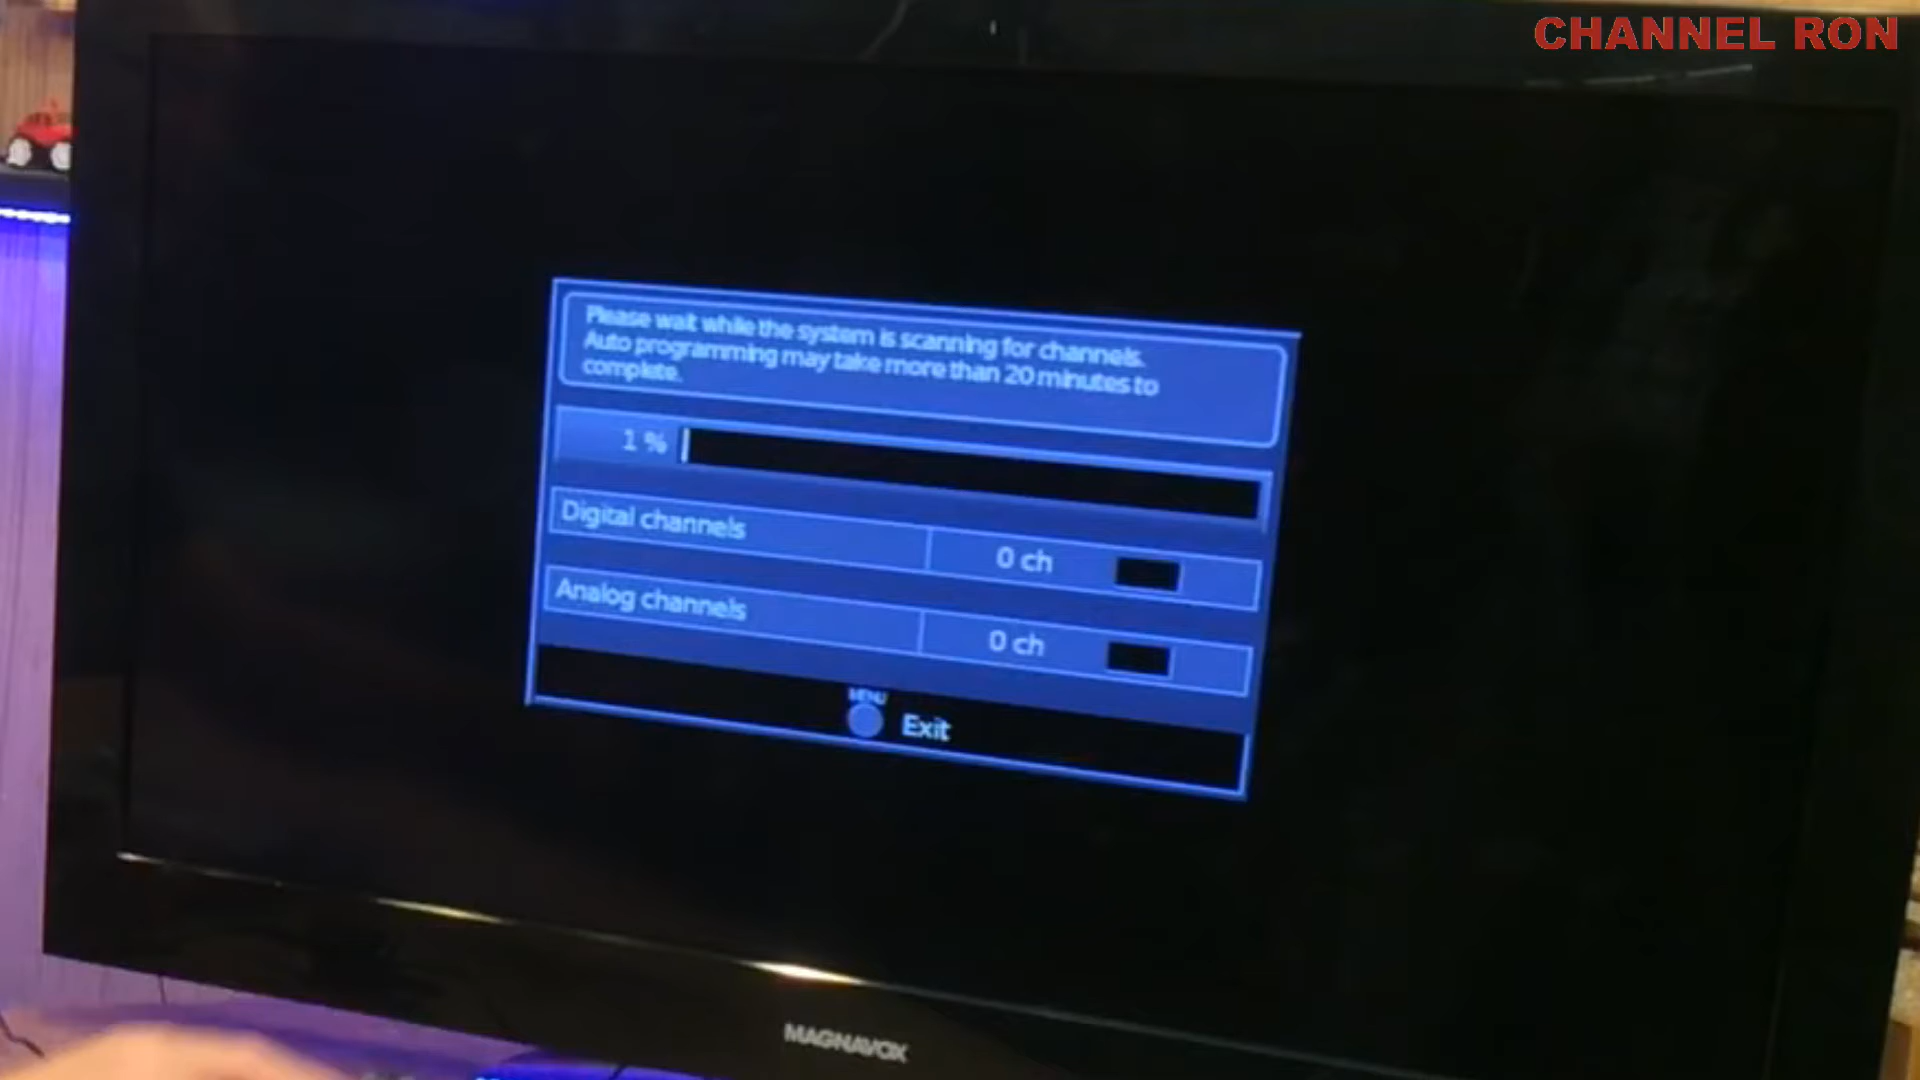 CHANNEL RON
Please wait while the system is scanning for channels.
Auto programming may take more than 20 minutes to
complete.
1 %
Digital channels 0 ch
Analog channels 0 ch
MENU
Exit
MAGNAVOX